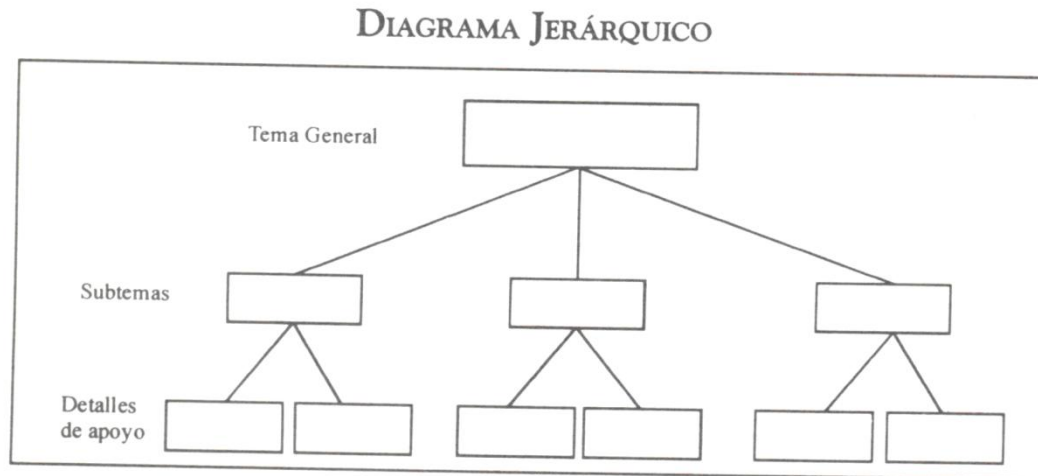 DIAGRAMA JERÁRQUICO
Tema General
Subtemas
Detalles
de apoyo